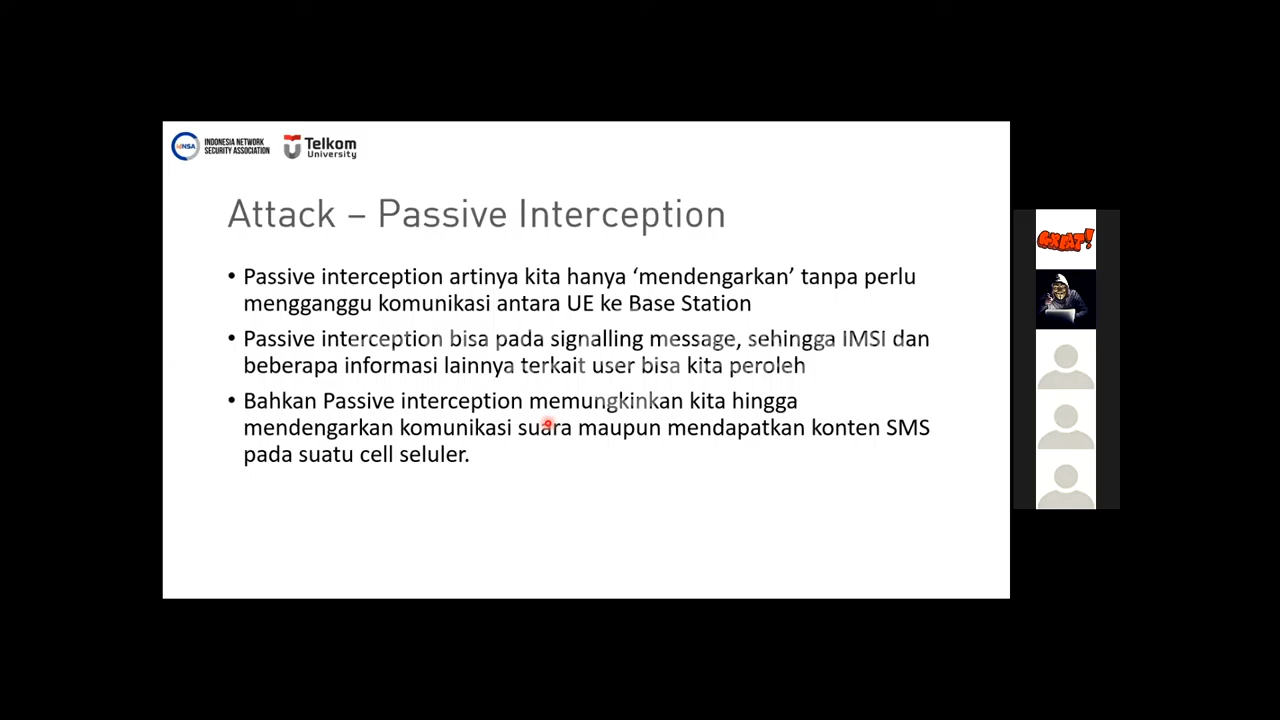 INDONESIA NETWORK
SECURITY ASSOCIATION
Telkom
University
Attack – Passive Interception
• Passive interception artinya kita hanya ‘mendengarkan’ tanpa perlu
mengganggu komunikasi antara UE ke Base Station
• Passive interception bisa pada signalling message, sehingga IMSI dan
beberapa informasi lainnya terkait user bisa kita peroleh
• Bahkan Passive interception memungkinkan kita hingga
mendengarkan komunikasi suara maupun mendapatkan konten SMS
pada suatu cell seluler.
GREAT!